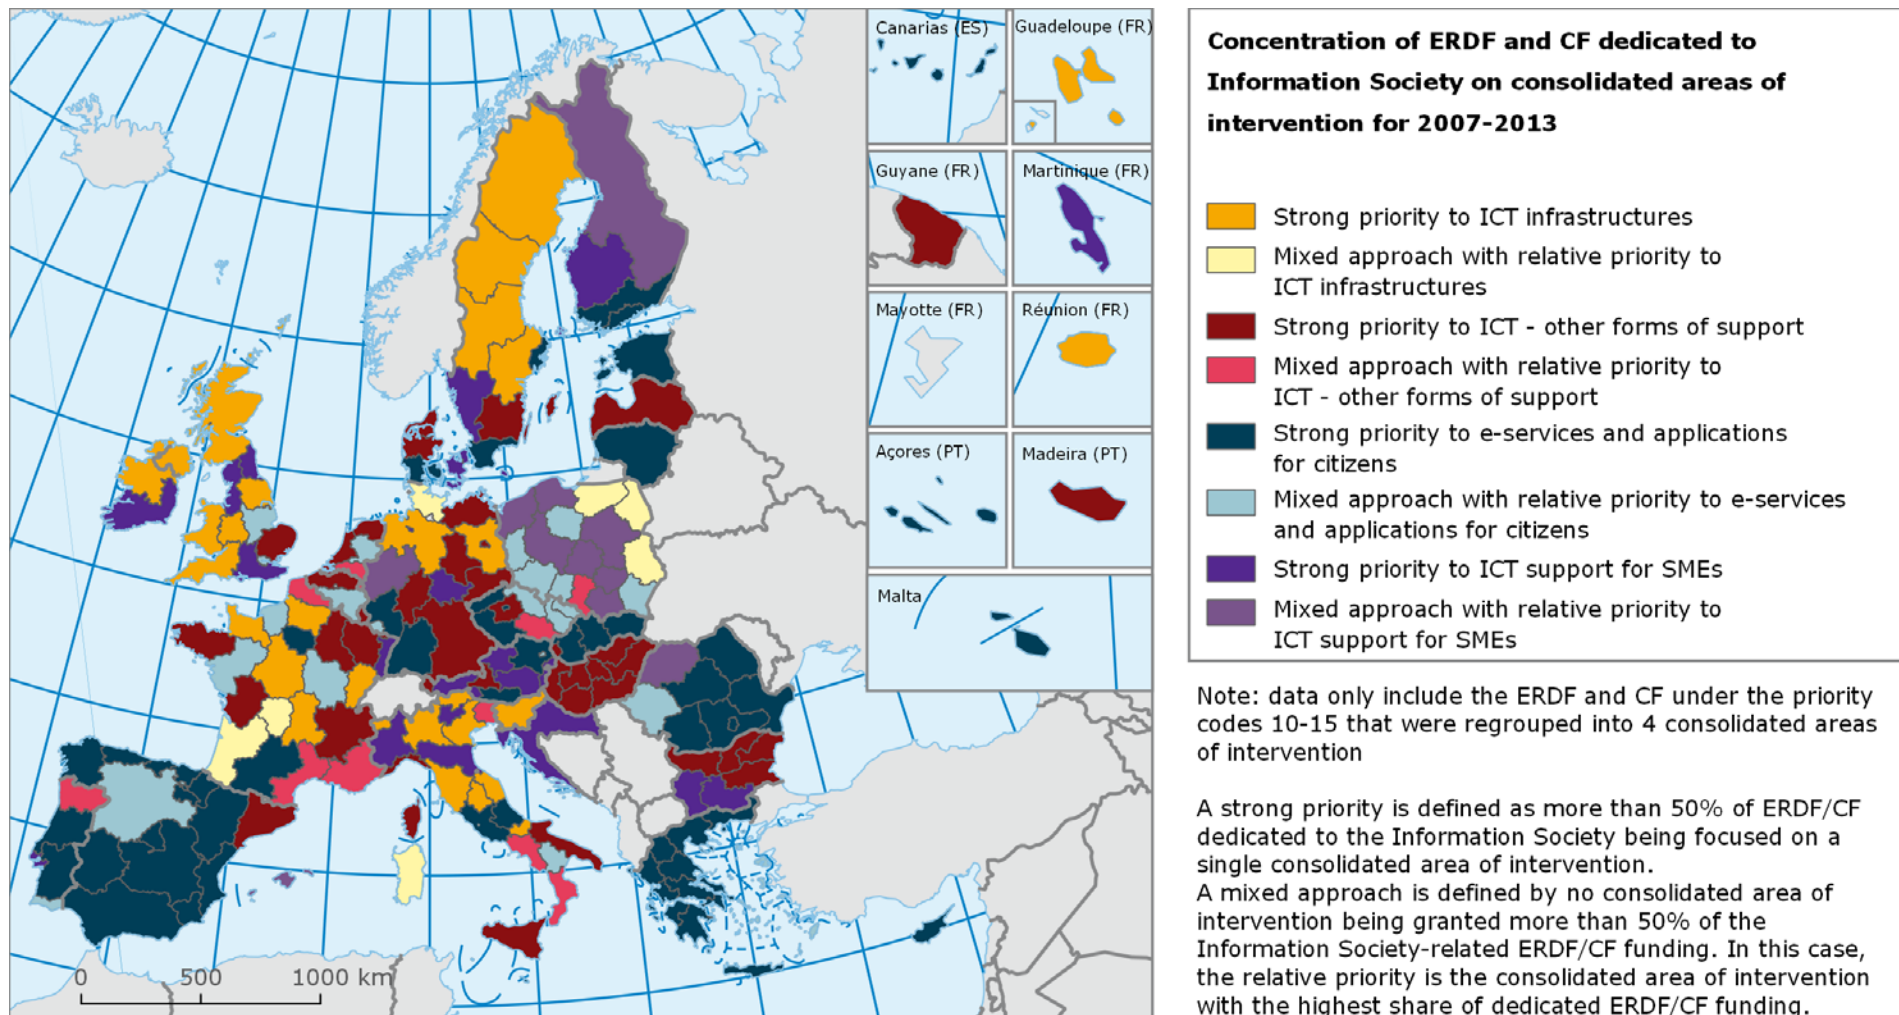 Canarias (ES)
Guadeloupe (FR)
Guyane (FR)
Martinique (FR)
Mayotte (FR)
Réunion (FR)
Açores (PT)
Madeira (PT)
Malta
0 500 1000 km
Concentration of ERDF and CF dedicated to
Information Society on consolidated areas of
intervention for 2007-2013
Strong priority to ICT infrastructures
Mixed approach with relative priority to
ICT infrastructures
Strong priority to ICT - other forms of support
Mixed approach with relative priority to
ICT - other forms of support
Strong priority to e-services and applications
for citizens
Mixed approach with relative priority to e-services
and applications for citizens
Strong priority to ICT support for SMEs
Mixed approach with relative priority to
ICT support for SMEs
Note: data only include the ERDF and CF under the priority
codes 10-15 that were regrouped into 4 consolidated areas
of intervention
A strong priority is defined as more than 50% of ERDF/CF
dedicated to the Information Society being focused on a
single consolidated area of intervention.
A mixed approach is defined by no consolidated area of
intervention being granted more than 50% of the
Information Society-related ERDF/CF funding. In this case,
the relative priority is the consolidated area of intervention
with the highest share of dedicated ERDF/CF funding.